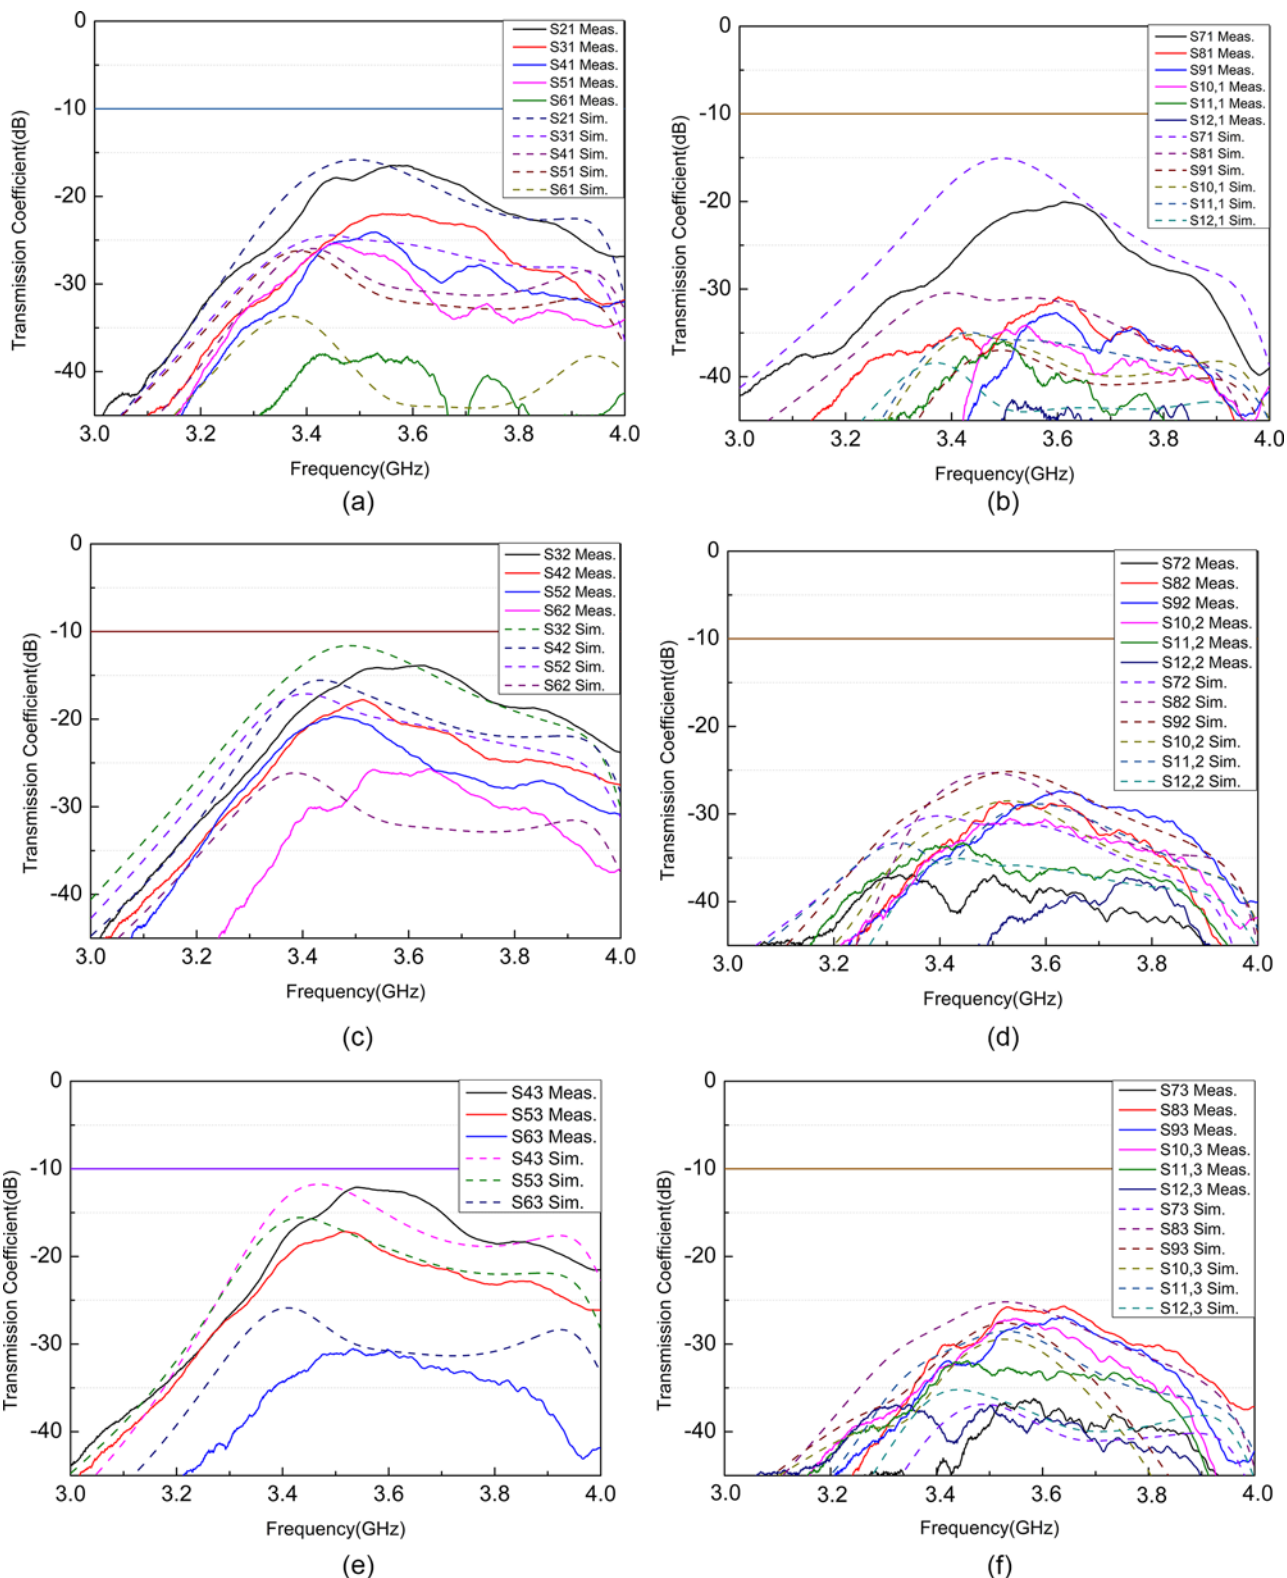 0
-10
-20
-30
-40
Transmission Coefficient(dB)
3.0
3.2
3.4
3.6
3.8
4.0
Frequency(GHz)
S21 Meas.
S31 Meas.
S41 Meas.
S51 Meas.
S61 Meas.
S21 Sim.
S31 Sim.
S41 Sim.
S51 Sim.
S61 Sim.
(a)
0
-10
-20
-30
-40
Transmission Coefficient(dB)
3.0
3.2
3.4
3.6
3.8
4.0
Frequency(GHz)
S71 Meas.
S81 Meas.
S91 Meas.
S10,1 Meas.
S11,1 Meas.
S12,1 Meas.
S71 Sim.
S81 Sim.
S91 Sim.
S10,1 Sim.
S11,1 Sim.
S12,1 Sim.
(b)
0
-10
-20
-30
-40
Transmission Coefficient(dB)
3.0
3.2
3.4
3.6
3.8
4.0
Frequency(GHz)
S32 Meas.
S42 Meas.
S52 Meas.
S62 Meas.
S32 Sim.
S42 Sim.
S52 Sim.
S62 Sim.
(c)
0
-10
-20
-30
-40
Transmission Coefficient(dB)
3.0
3.2
3.4
3.6
3.8
4.0
Frequency(GHz)
S72 Meas.
S82 Meas.
S92 Meas.
S10,2 Meas.
S11,2 Meas.
S12,2 Meas.
S72 Sim.
S82 Sim.
S92 Sim.
S10,2 Sim.
S11,2 Sim.
S12,2 Sim.
(d)
0
-10
-20
-30
-40
Transmission Coefficient(dB)
3.0
3.2
3.4
3.6
3.8
4.0
Frequency(GHz)
S43 Meas.
S53 Meas.
S63 Meas.
S43 Sim.
S53 Sim.
S63 Sim.
(e)
0
-10
-20
-30
-40
Transmission Coefficient(dB)
3.0
3.2
3.4
3.6
3.8
4.0
Frequency(GHz)
S73 Meas.
S83 Meas.
S93 Meas.
S10,3 Meas.
S11,3 Meas.
S12,3 Meas.
S73 Sim.
S83 Sim.
S93 Sim.
S10,3 Sim.
S11,3 Sim.
S12,3 Sim.
(f)